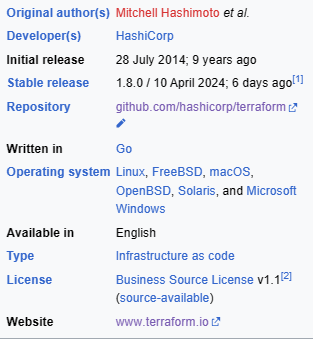 Original author(s) Mitchell Hashimoto et al.
Developer(s) HashiCorp
Initial release 28 July 2014; 9 years ago
Stable release 1.8.0 / 10 April 2024; 6 days ago[1]
Repository github.com/hashicorp/terraform
Written in Go
Operating system Linux, FreeBSD, macOS,
OpenBSD, Solaris, and Microsoft
Windows
Available in English
Type Infrastructure as code
License Business Source License v1.1[2]
(source-available)
Website www.terraform.io